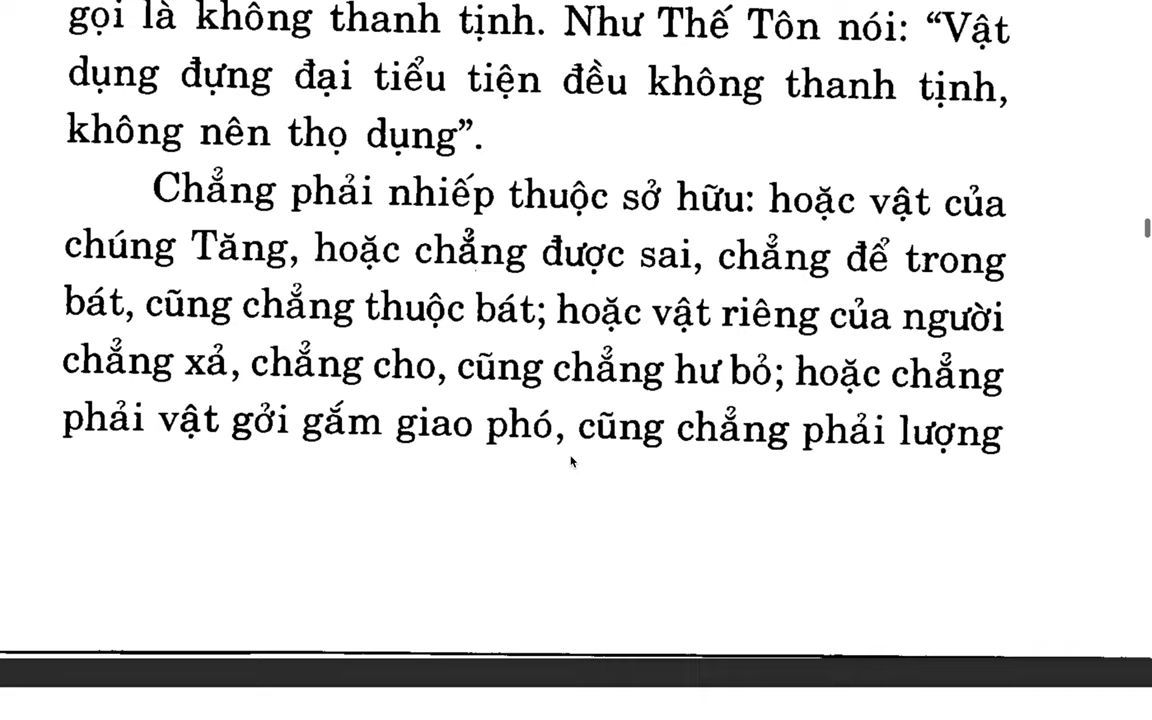 gọi là không thanh tịnh. Như Thế Tôn nói: “Vật
dụng đựng đại tiểu tiện đều không thanh tịnh,
không nên thọ dụng”.
Chẳng phải nhiếp thuộc sở hữu: hoặc vật của
chúng Tăng, hoặc chẳng được sai, chẳng để trong
bát, cũng chẳng thuộc bát; hoặc vật riêng của người
chẳng xả, chẳng cho, cũng chẳng hư bỏ; hoặc chẳng
phải vật gởi gắm giao phó, cũng chẳng phải lượng